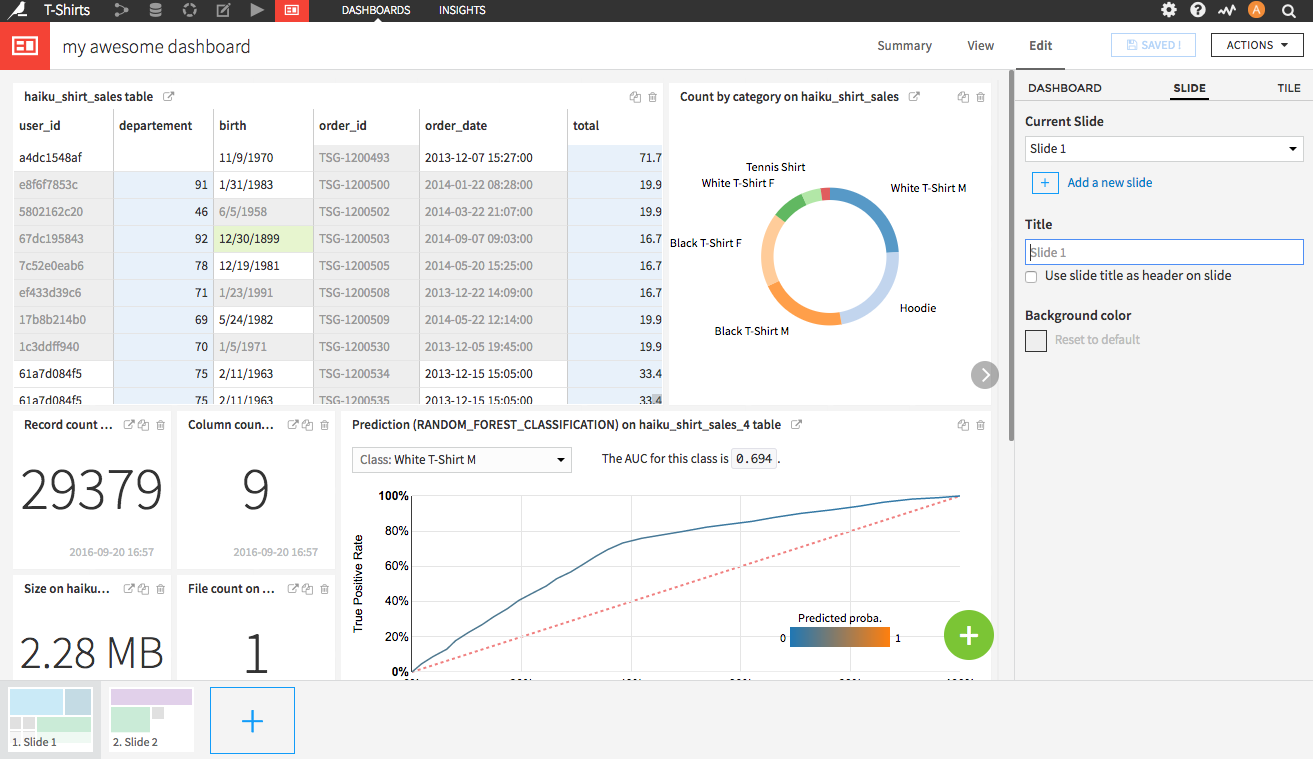 T-Shirts DASHBOARDS INSIGHTS A
my awesome dashboard Summary View Edit SAVED ! ACTIONS
haiku_shirt_sales table
user_id departement birth order_id order_date total
a4dc1548af 11/9/1970 TSG-1200493 2013-12-07 15:27:00 71.7
e8f6f7853c 91 1/31/1983 TSG-1200500 2014-01-22 08:28:00 19.9
5802162c20 46 6/5/1958 TSG-1200502 2014-03-22 21:07:00 19.9
67dc195843 92 12/30/1899 TSG-1200503 2014-09-07 09:03:00 16.7
7c52e0eab6 78 12/19/1981 TSG-1200505 2014-05-20 15:25:00 16.7
ef433d39c6 71 1/23/1991 TSG-1200508 2013-12-22 14:09:00 16.7
17b8b214b0 69 5/24/1982 TSG-1200509 2014-05-22 12:14:00 19.9
1c3ddff940 70 1/5/1971 TSG-1200530 2013-12-05 19:45:00 19.9
61a7d084f5 75 2/11/1963 TSG-1200534 2013-12-15 15:05:00 33.4
61a7d084f5 75 2/11/1963 TSG-1200535 2013-12-15 15:05:00 33.4
Count by category on haiku_shirt_sales
Tennis Shirt
White T-Shirt F
White T-Shirt M
Black T-Shirt F
Hoodie
Black T-Shirt M
DASHBOARD SLIDE TILE
Current Slide
Slide 1
+ Add a new slide
Title
Slide 1
Use slide title as header on slide
Background color
Reset to default
Record count ...
29379
2016-09-20 16:57
Column coun...
9
2016-09-20 16:57
Size on haiku...
2.28 MB
File count on ...
1
Prediction (RANDOM_FOREST_CLASSIFICATION) on haiku_shirt_sales_4 table
Class: White T-Shirt M The AUC for this class is 0.694 .
100%
80%
60%
40%
20%
0%
True Positive Rate
Predicted proba.
0 1
1. Slide 1
2. Slide 2